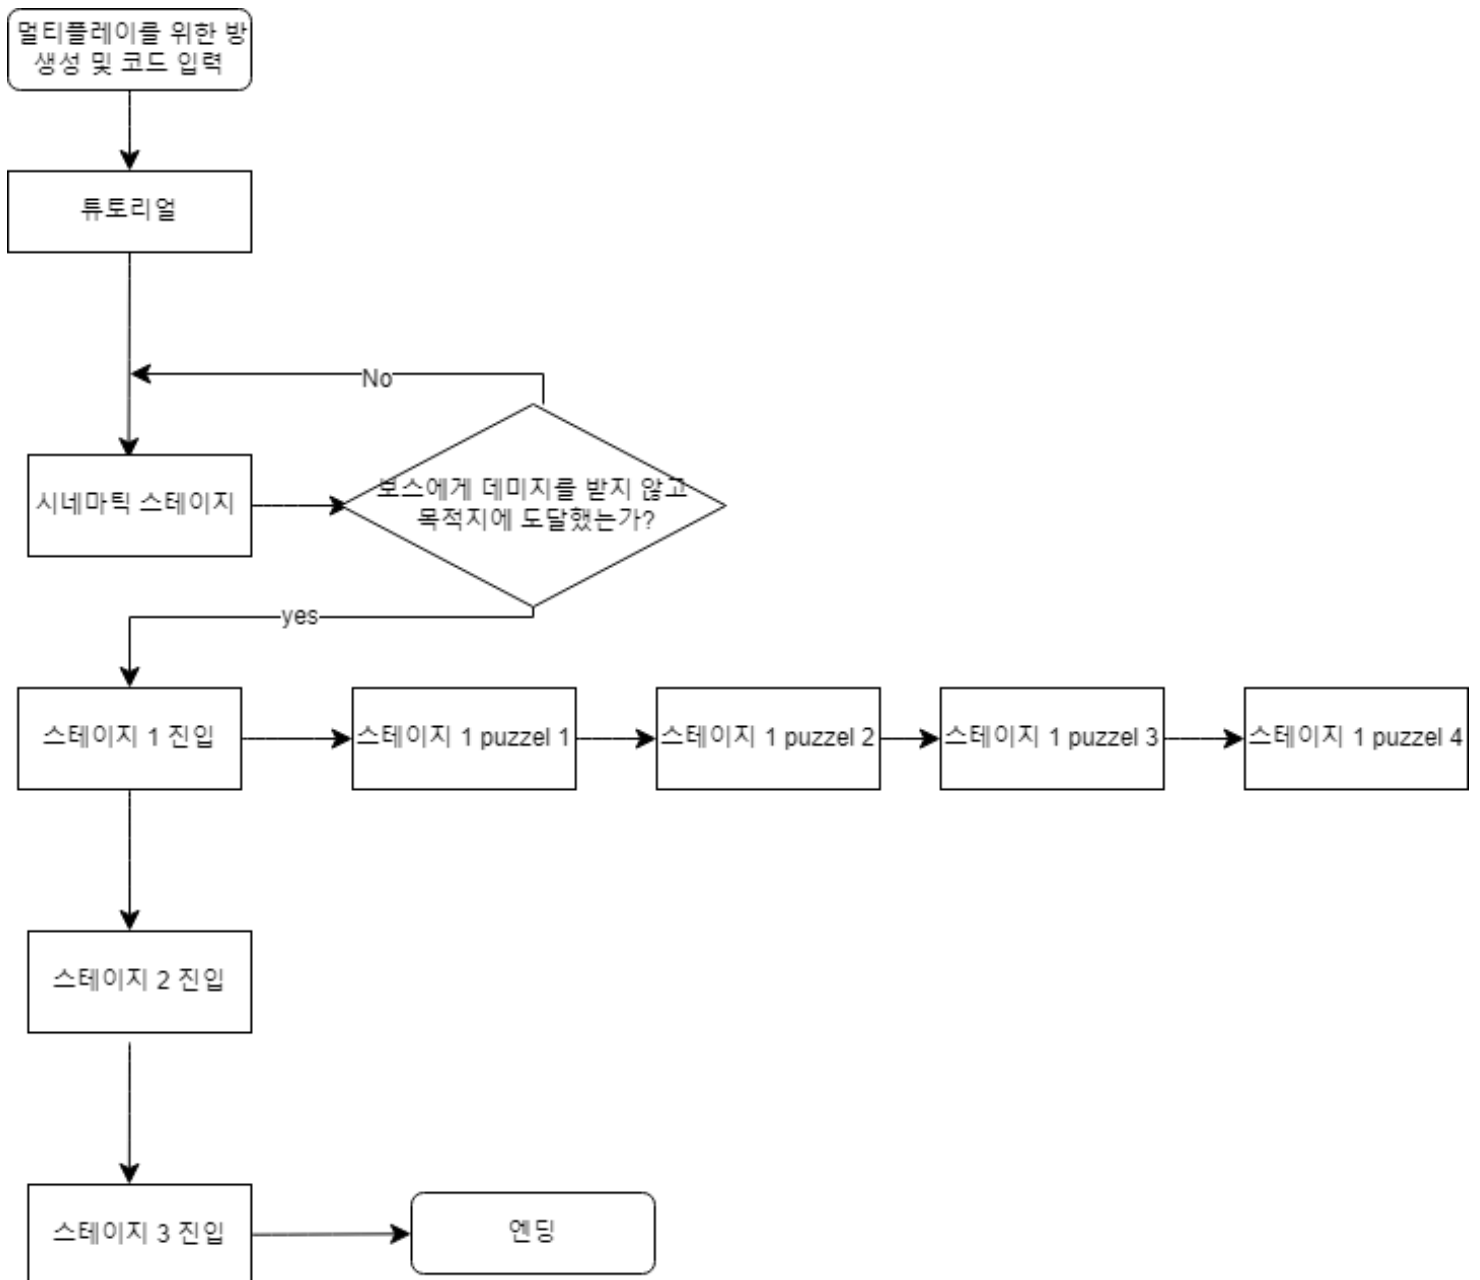 멀티플레이를 위한 방
생성 및 코드 입력
튜토리얼
No
시네마틱 스테이지
보스에게 데미지를 받지 않고
목적지에 도달했는가?
yes
스테이지 1 진입
스테이지 1 puzzel 1
스테이지 1 puzzel 2
스테이지 1 puzzel 3
스테이지 1 puzzel 4
스테이지 2 진입
스테이지 3 진입
엔딩